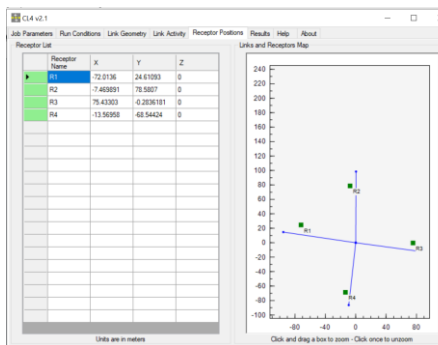 CL4 v2.1
Job Parameters Run Conditions Link Geometry Link Activity Receptor Positions Results Help About
Receptor List
Links and Receptors Map
Receptor Name X Y Z
R1 -72.0136 24.61093 0
R2 -7.469891 78.5807 0
R3 75.43303 -0.2836181 0
R4 -13.56958 -68.54424 0
240
220
200
180
160
140
120
100
80
60
40
20
0
-20
-40
-60
-80
-100
R2
R1
R3
R4
-80 -40 0 40 80
Units are in meters
Click and drag a box to zoom - Click once to unzoom